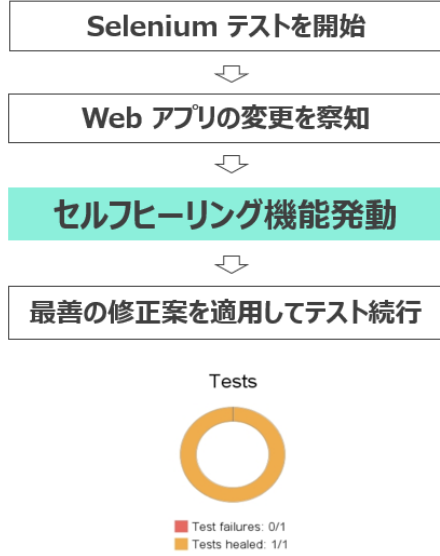 Selenium テストを開始
Web アプリの変更を察知
セルフヒーリング機能発動
最善の修正案を適用してテスト続行
Tests
Test failures: 0/1
Tests healed: 1/1